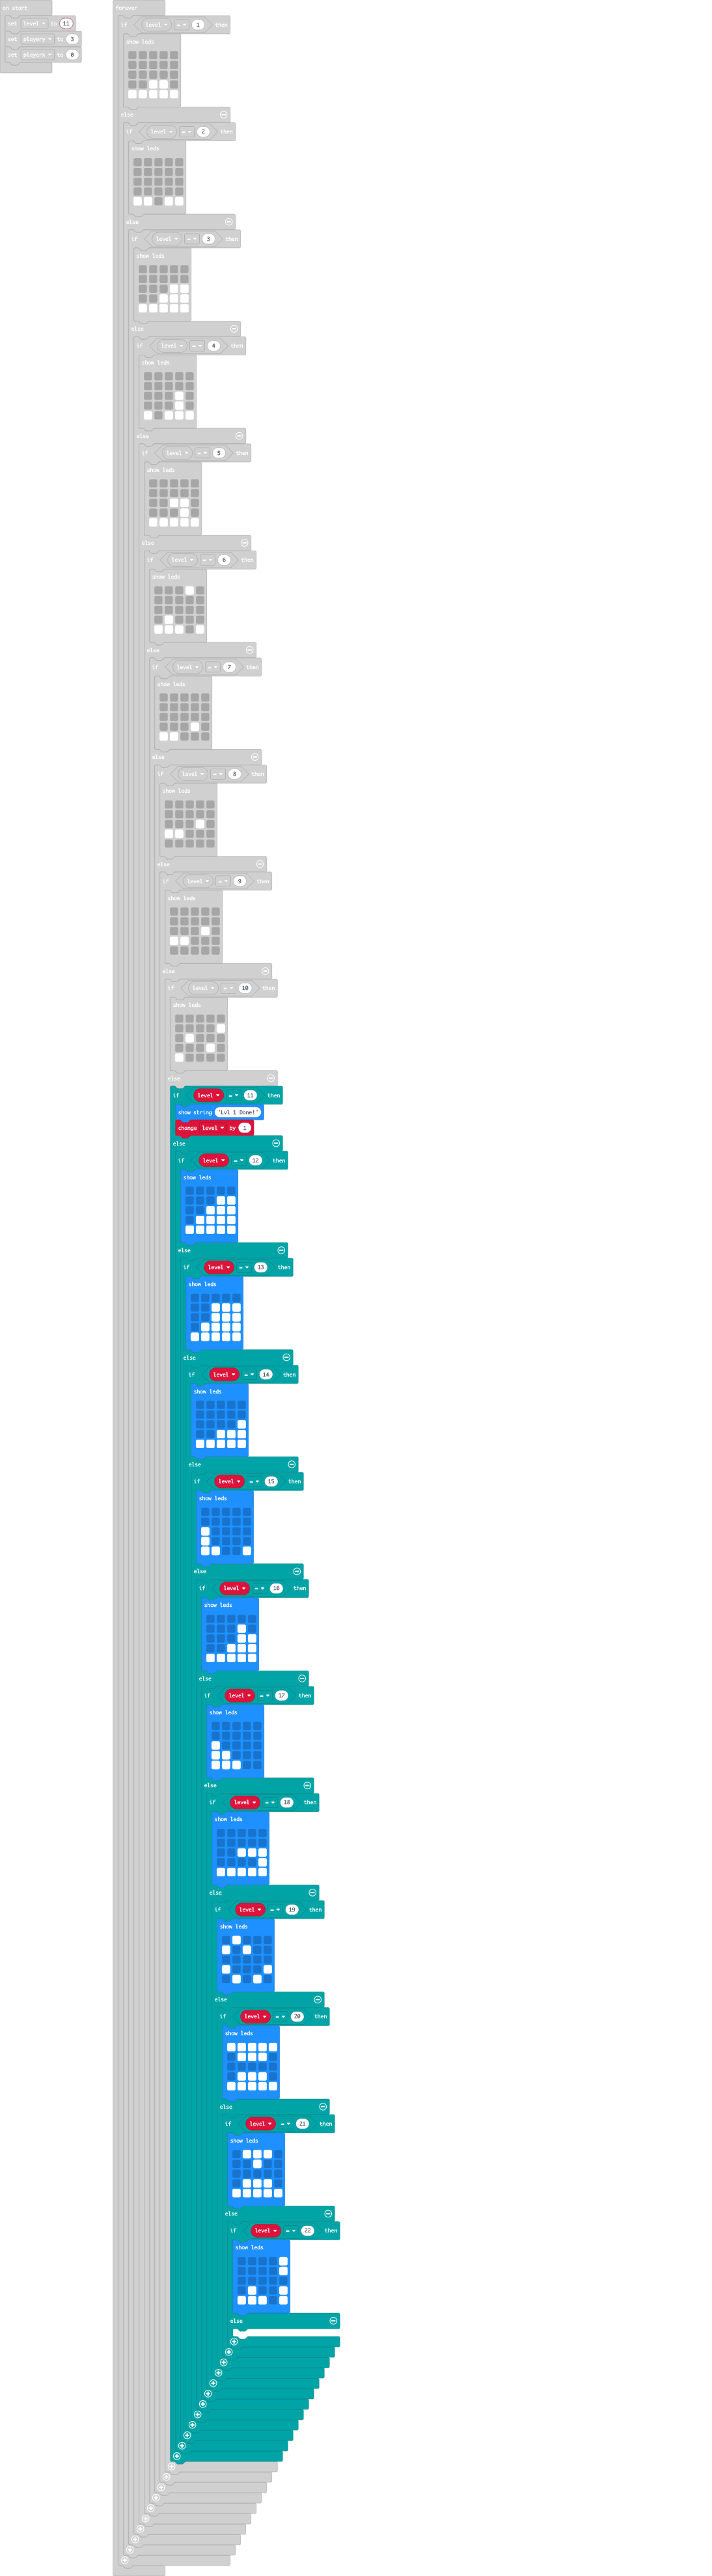 on start
set level to 11
set playerx to 3
set playery to 0
forever
if level = 1 then
show leds
else
if level = 2 then
show leds
else
if level = 3 then
show leds
else
if level = 4 then
show leds
else
if level = 5 then
show leds
else
if level = 6 then
show leds
else
if level = 7 then
show leds
else
if level = 8 then
show leds
else
if level = 9 then
show leds
else
if level = 10 then
show leds
else
if level = 11 then
show string "Lvl 1 Done!"
change level by 1
else
if level = 12 then
show leds
else
if level = 13 then
show leds
else
if level = 14 then
show leds
else
if level = 15 then
show leds
else
if level = 16 then
show leds
else
if level = 17 then
show leds
else
if level = 18 then
show leds
else
if level = 19 then
show leds
else
if level = 20 then
show leds
else
if level = 21 then
show leds
else
if level = 22 then
show leds
else